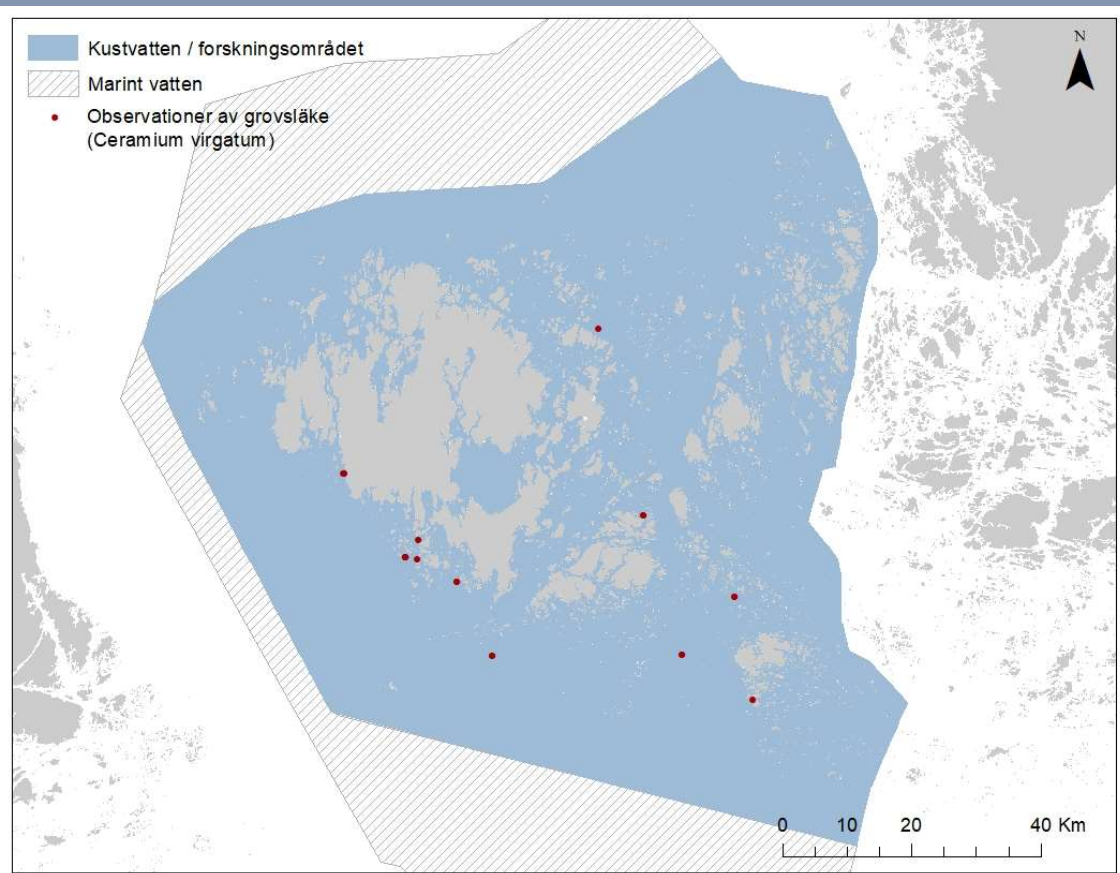 Kustvatten / forskningsområdet
Marint vatten
Observationer av grovsläke
(Ceramium virgatum)
N
0 10 20 40 Km